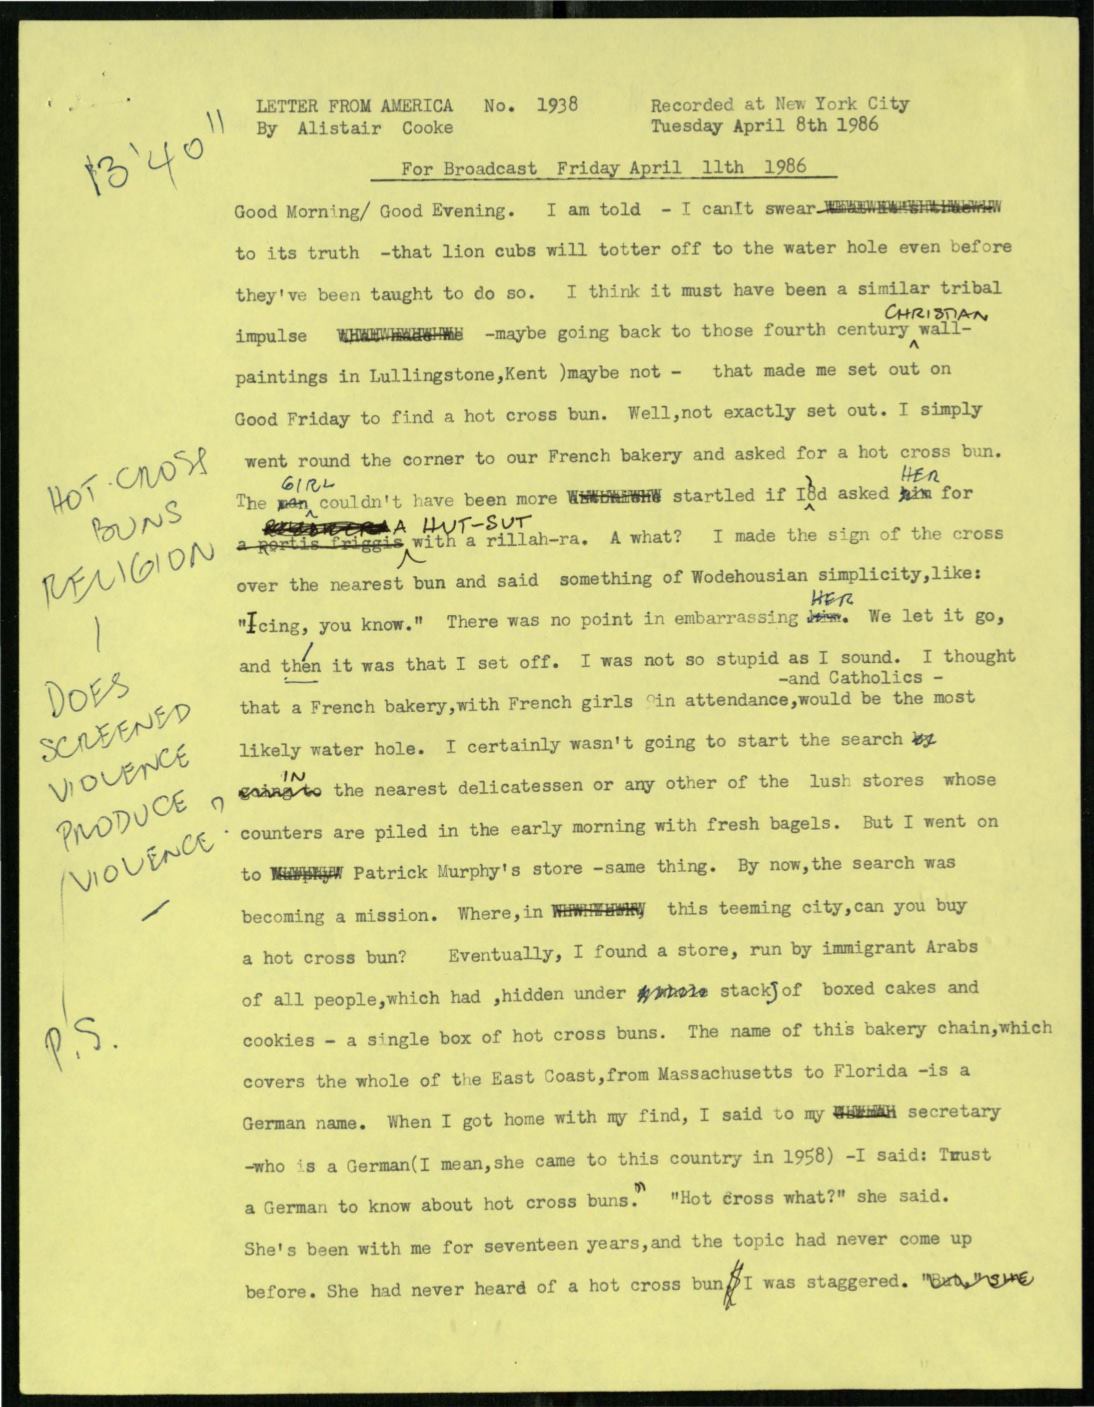 LETTER FROM AMERICA No. 1938 Recorded at New York City
By Alistair Cooke Tuesday April 8th 1986
13'40"
For Broadcast Friday April 11th 1986
Good Morning/ Good Evening. I am told - I canIt swear
to its truth -that lion cubs will totter off to the water hole even before
they've been taught to do so. I think it must have been a similar tribal
CHRISTIAN
impulse -maybe going back to those fourth century wall-
paintings in Lullingstone,Kent )maybe not - that made me set out on
Good Friday to find a hot cross bun. Well,not exactly set out. I simply
went round the corner to our French bakery and asked for a hot cross bun.
GIRL HER
The man couldn't have been more startled if I'd asked him for
A HUT-SUT
a portis friggis with a rillah-ra. A what? I made the sign of the cross
over the nearest bun and said something of Wodehousian simplicity,like:
HER
"Icing, you know." There was no point in embarrassing him. We let it go,
and then it was that I set off. I was not so stupid as I sound. I thought
-and Catholics -
that a French bakery,with French girls in attendance,would be the most
likely water hole. I certainly wasn't going to start the search by
IN
going to the nearest delicatessen or any other of the lush stores whose
counters are piled in the early morning with fresh bagels. But I went on
to Patrick Murphy's store -same thing. By now,the search was
becoming a mission. Where,in this teeming city,can you buy
a hot cross bun? Eventually, I found a store, run by immigrant Arabs
of all people,which had ,hidden under a whole stack of boxed cakes and
cookies - a single box of hot cross buns. The name of this bakery chain,which
covers the whole of the East Coast,from Massachusetts to Florida -is a
German name. When I got home with my find, I said to my secretary
-who is a German(I mean,she came to this country in 1958) -I said: Trust
a German to know about hot cross buns." "Hot cross what?" she said.
She's been with me for seventeen years,and the topic had never come up
before. She had never heard of a hot cross bun I was staggered. "But," SHE
HOT-CROSS
BUNS
RELIGION
|
DOES
SCREENED
VIOLENCE
PRODUCE
VIOLENCE?
—
P.S.